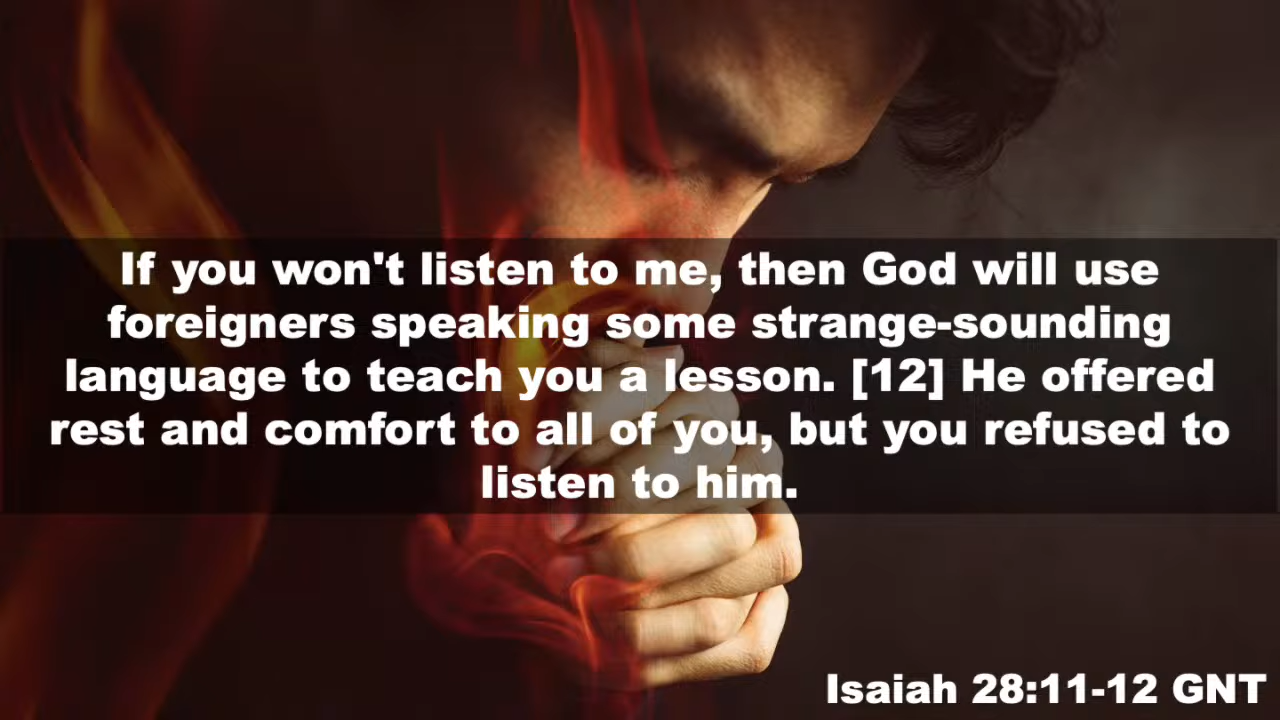 If you won't listen to me, then God will use
foreigners speaking some strange-sounding
language to teach you a lesson. [12] He offered
rest and comfort to all of you, but you refused to
listen to him.
Isaiah 28:11-12 GNT